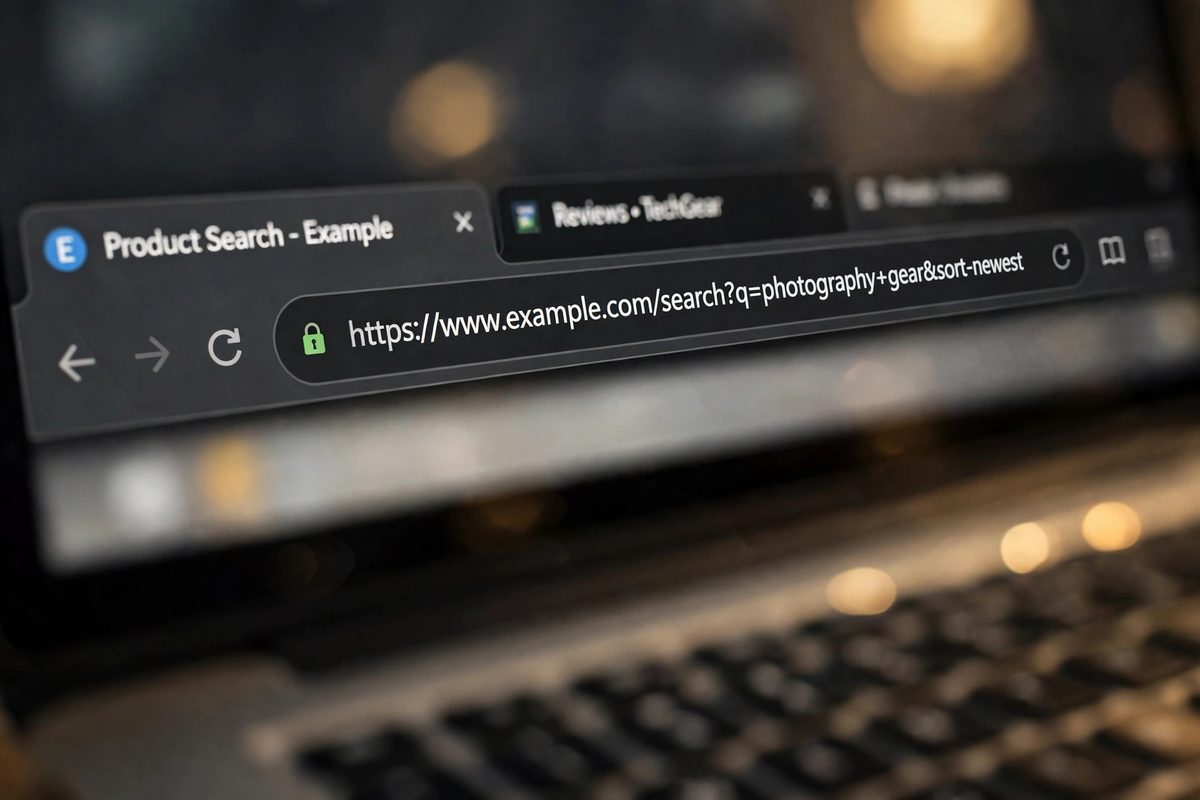 E Product Search - Example
Reviews • TechGear
https://www.example.com/search?q=photography+gear&sort-newest